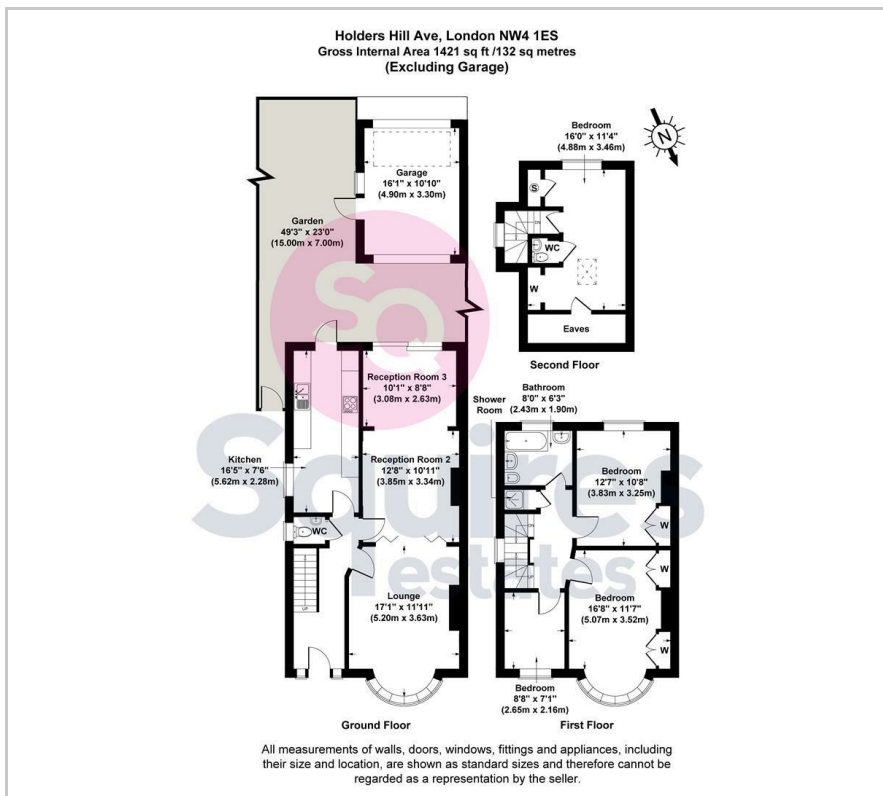 Holders Hill Ave, London NW4 1ES
Gross Internal Area 1421 sq ft /132 sq metres
(Excluding Garage)
N
Garage
16'1" x 10'10"
(4.90m x 3.30m)
Garden
49'3" x 23'0"
(15.00m x 7.00m)
SQ
Squires
estates
Reception Room 3
10'1" x 8'8"
(3.08m x 2.63m)
Kitchen
16'5" x 7'6"
(5.62m x 2.28m)
Reception Room 2
12'8" x 10'11"
(3.85m x 3.34m)
WC
UP
Lounge
17'1" x 11'11"
(5.20m x 3.63m)
Ground Floor
Bedroom
16'0" x 11'4"
(4.88m x 3.46m)
S
WC
W
Eaves
Second Floor
Shower
Room
Bathroom
8'0" x 6'3"
(2.43m x 1.90m)
Bedroom
12'7" x 10'8"
(3.83m x 3.25m)
W
W
Bedroom
16'8" x 11'7"
(5.07m x 3.52m)
W
UP
Bedroom
8'8" x 7'1"
(2.65m x 2.16m)
First Floor
All measurements of walls, doors, windows, fittings and appliances, including
their size and location, are shown as standard sizes and therefore cannot be
regarded as a representation by the seller.